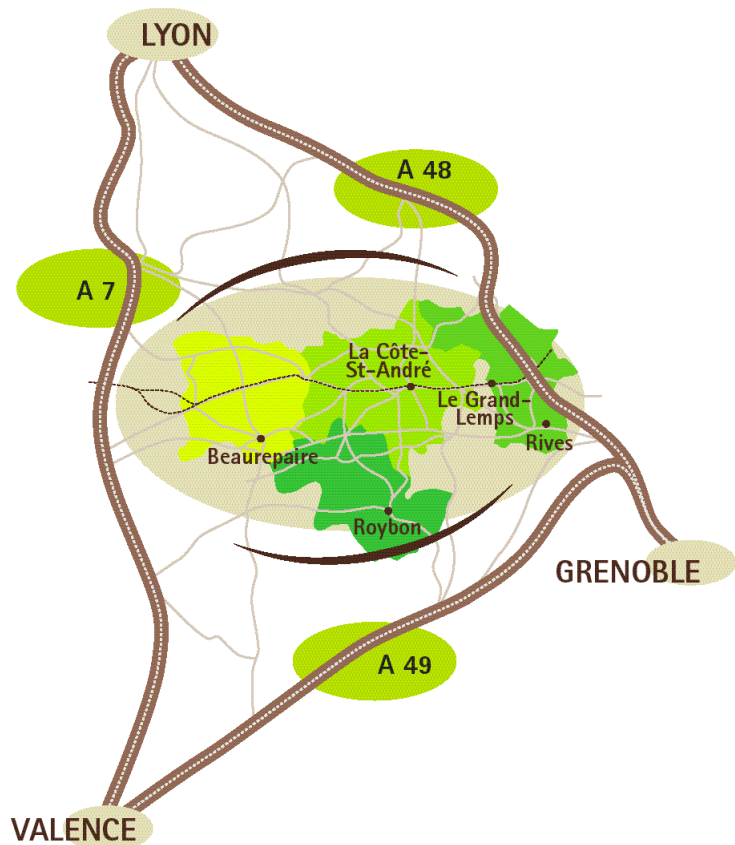 LYON
A 48
A 7
La Côte-
St-André
Le Grand-
Lemps
Rives
Beaurepaire
Roybon
GRENOBLE
A 49
VALENCE